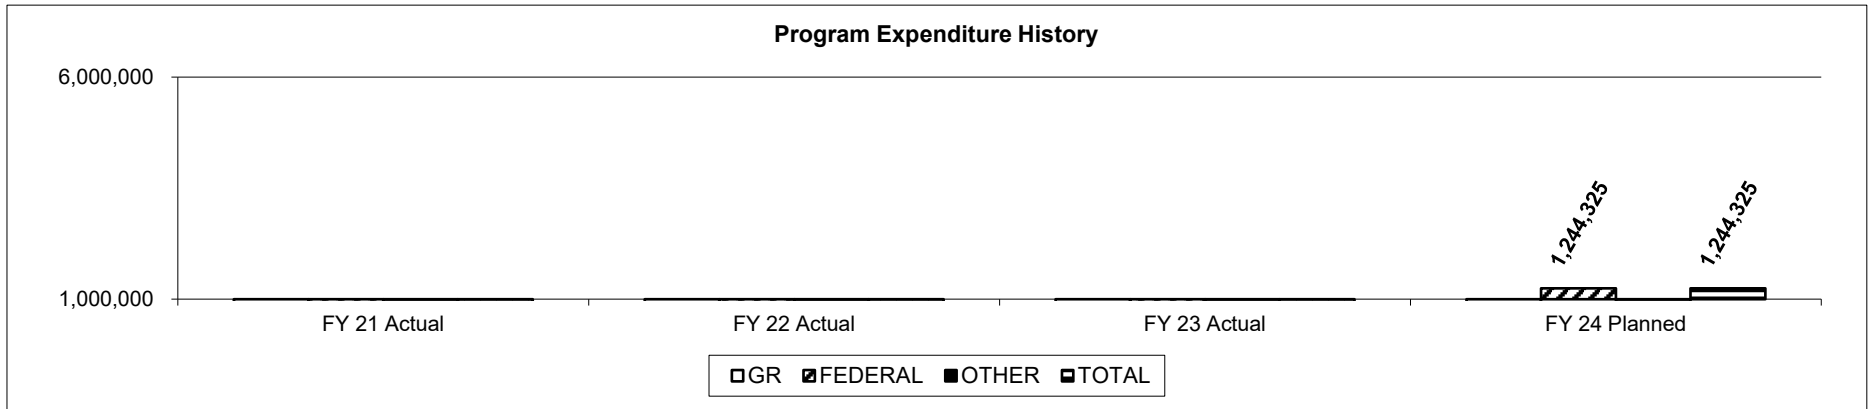 Program Expenditure History
6,000,000
1,244,325
1,244,325
1,000,000
FY 21 Actual
FY 22 Actual
FY 23 Actual
FY 24 Planned
GR FEDERAL OTHER TOTAL